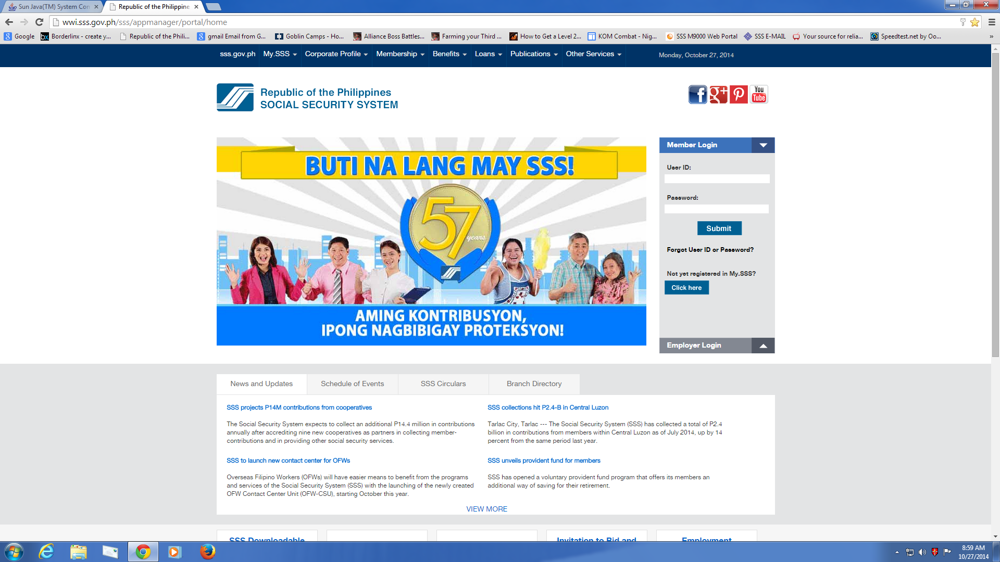 Sun Java(TM) System Con
Republic of the Philippine
wwi.sss.gov.ph/sss/appmanager/portal/home
Google
Borderlinx - create y...
Republic of the Phili...
gmail Email from G...
Goblin Camps - Ho...
Alliance Boss Battles...
Farming your Third ...
How to Get a Level 2...
KOM Combat - Nig...
SSS M9000 Web Portal
SSS E-MAIL
Your source for relia...
Speedtest.net by Oo...
»
sss.gov.ph
My.SSS
Corporate Profile
Membership
Benefits
Loans
Publications
Other Services
Monday, October 27, 2014
Republic of the Philippines
SOCIAL SECURITY SYSTEM
You
Tube
BUTI NA LANG MAY SSS!
57
years
AMING KONTRIBUSYON,
IPONG NAGBIBIGAY PROTEKSYON!
Member Login
User ID:
Password:
Submit
Forgot User ID or Password?
Not yet registered in My.SSS?
Click here
Employer Login
News and Updates
Schedule of Events
SSS Circulars
Branch Directory
SSS projects P14M contributions from cooperatives
The Social Security System expects to collect an additional P14.4 million in contributions
annually after accrediting nine new cooperatives as partners in collecting member-
contributions and in providing other social security services.
SSS collections hit P2.4-B in Central Luzon
Tarlac City, Tarlac --- The Social Security System (SSS) has collected a total of P2.4
billion in contributions from members within Central Luzon as of July 2014, up by 14
percent from the same period last year.
SSS to launch new contact center for OFWs
Overseas Filipino Workers (OFWs) will have easier means to benefit from the programs
and services of the Social Security System (SSS) with the launching of the newly created
OFW Contact Center Unit (OFW-CSU), starting October this year.
SSS unveils provident fund for members
SSS has opened a voluntary provident fund program that offers its members an
additional way of saving for their retirement.
VIEW MORE
SSS Downloadable
Invitation to Bid and
Employment
8:59 AM
10/27/2014